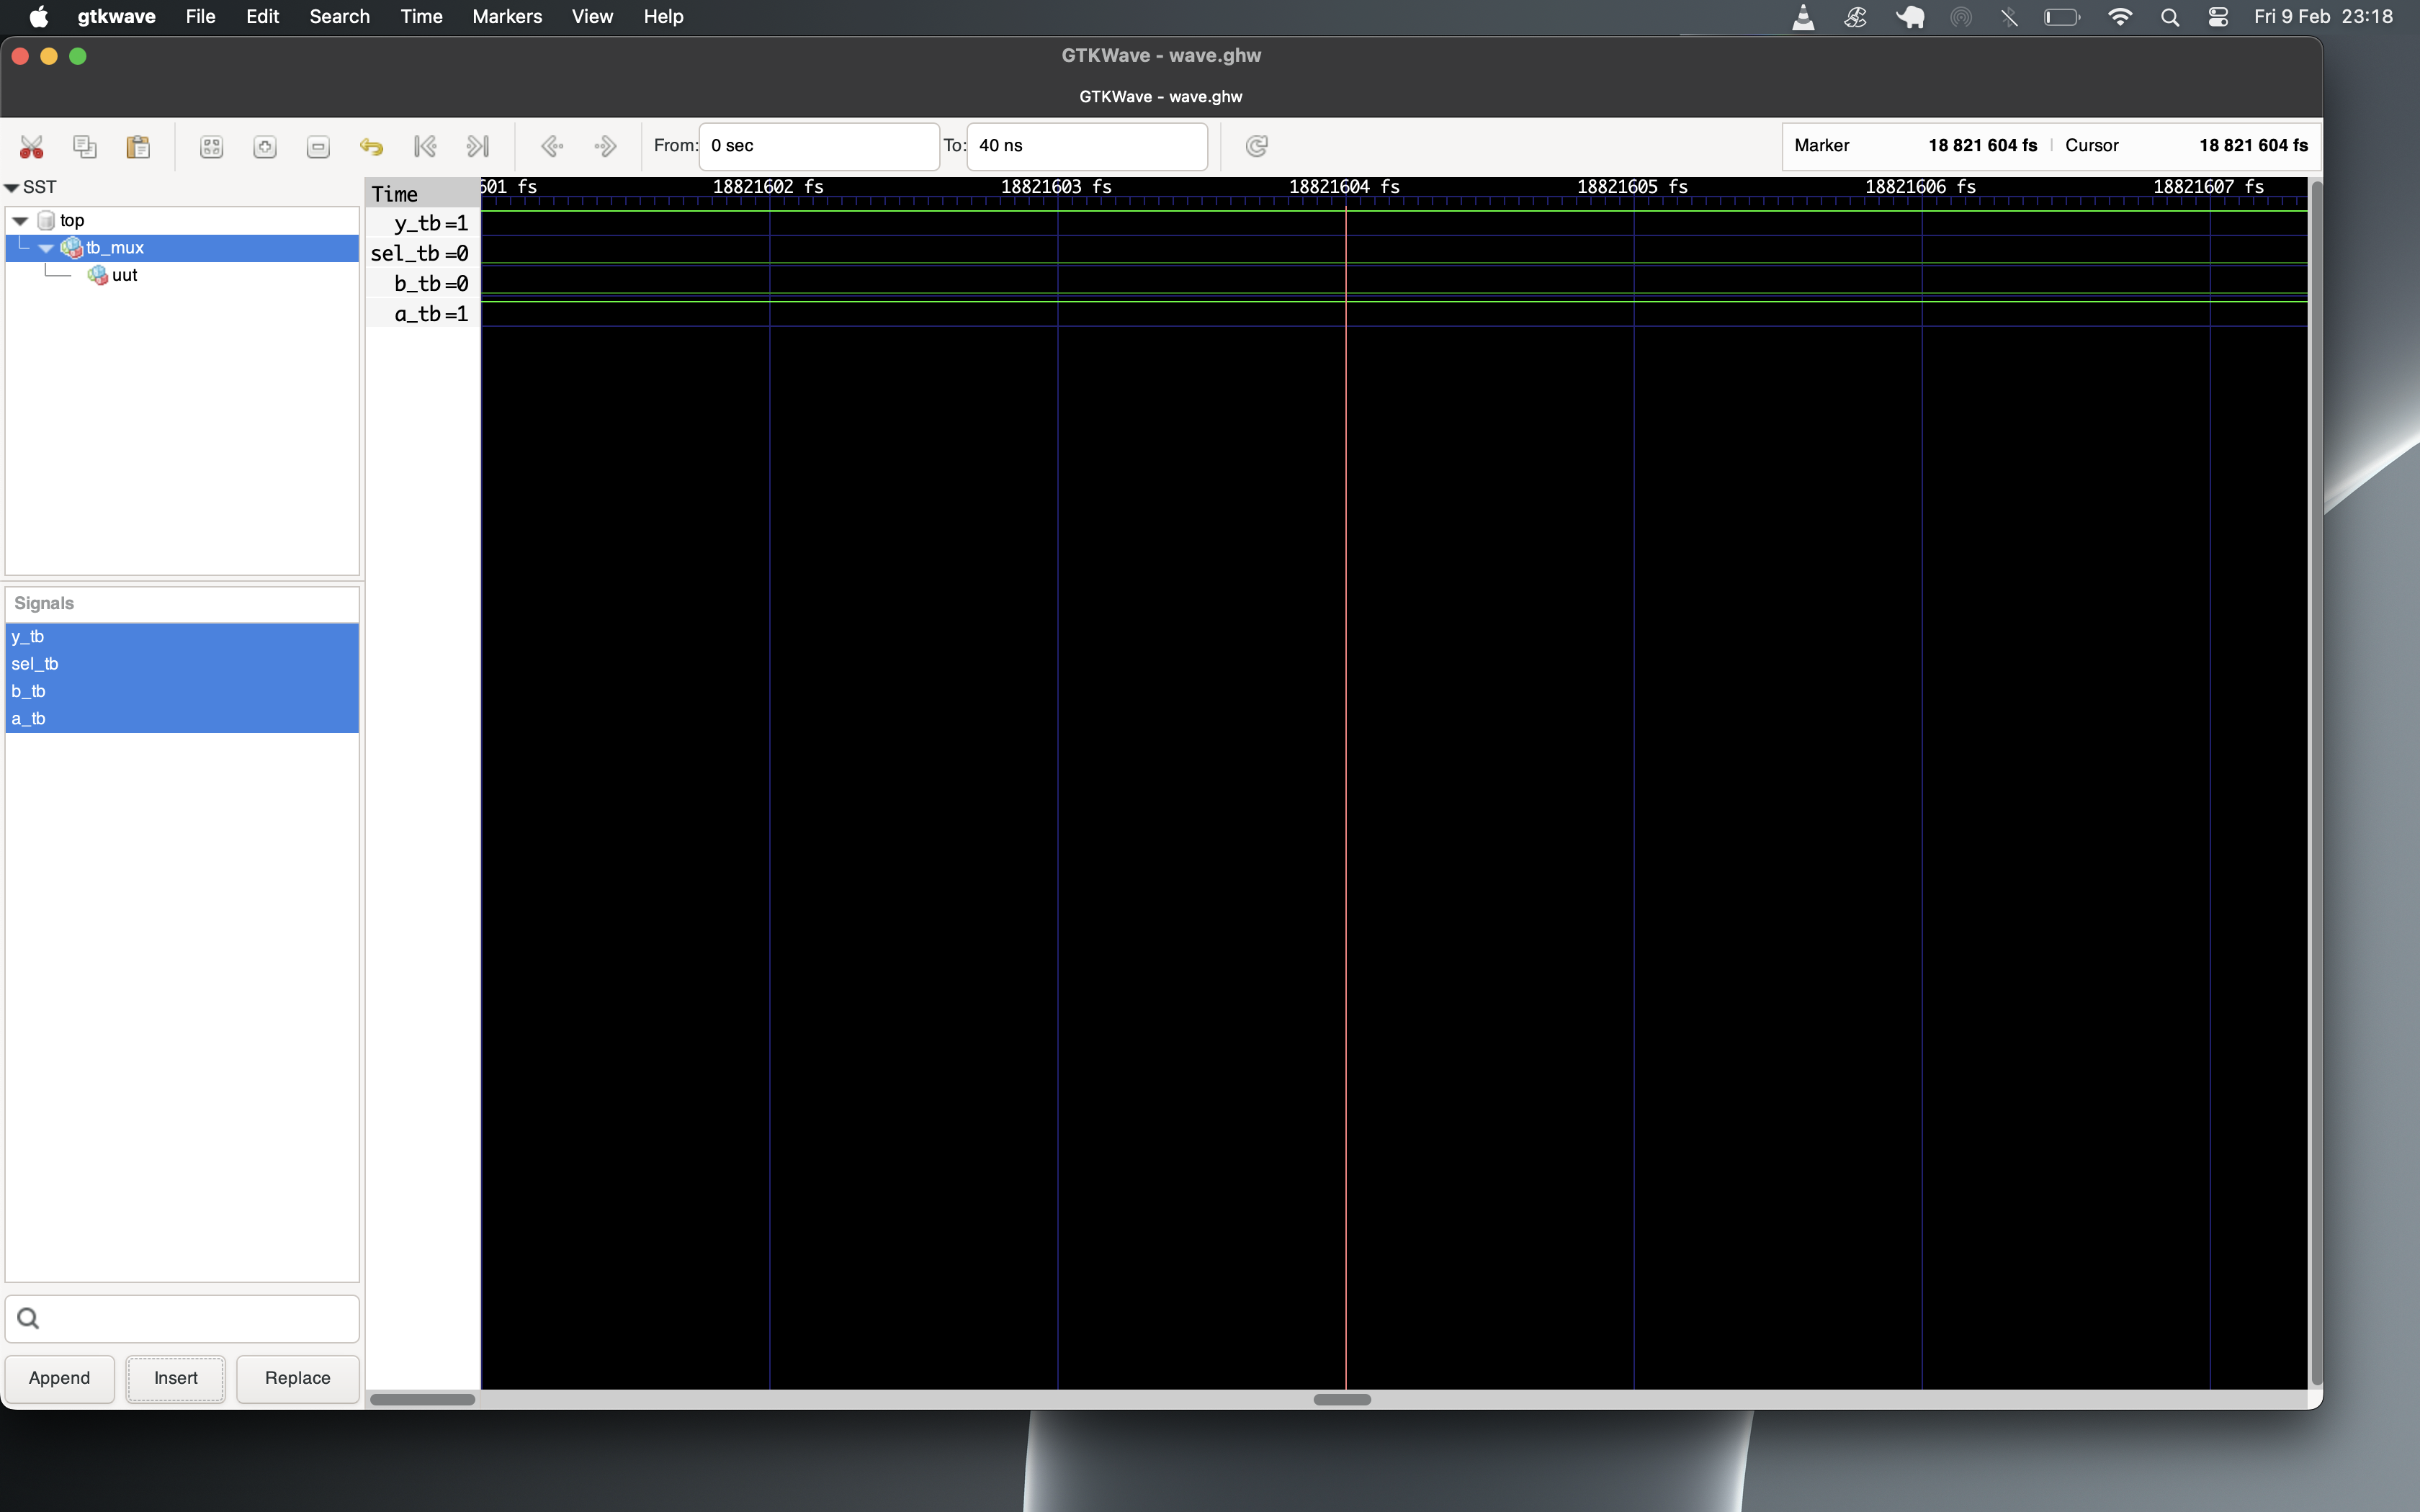 gtkwave File Edit Search Time Markers View Help Fri 9 Feb 23:18
GTKWave - wave.ghw
GTKWave - wave.ghw
From: 0 sec To: 40 ns Marker 18 821 604 fs | Cursor 18 821 604 fs
SST
top
tb_mux
uut
Signals
y_tb
sel_tb
b_tb
a_tb
Append Insert Replace
Time
y_tb=1
sel_tb=0
b_tb=0
a_tb=1
601 fs 18821602 fs 18821603 fs 18821604 fs 18821605 fs 18821606 fs 18821607 fs